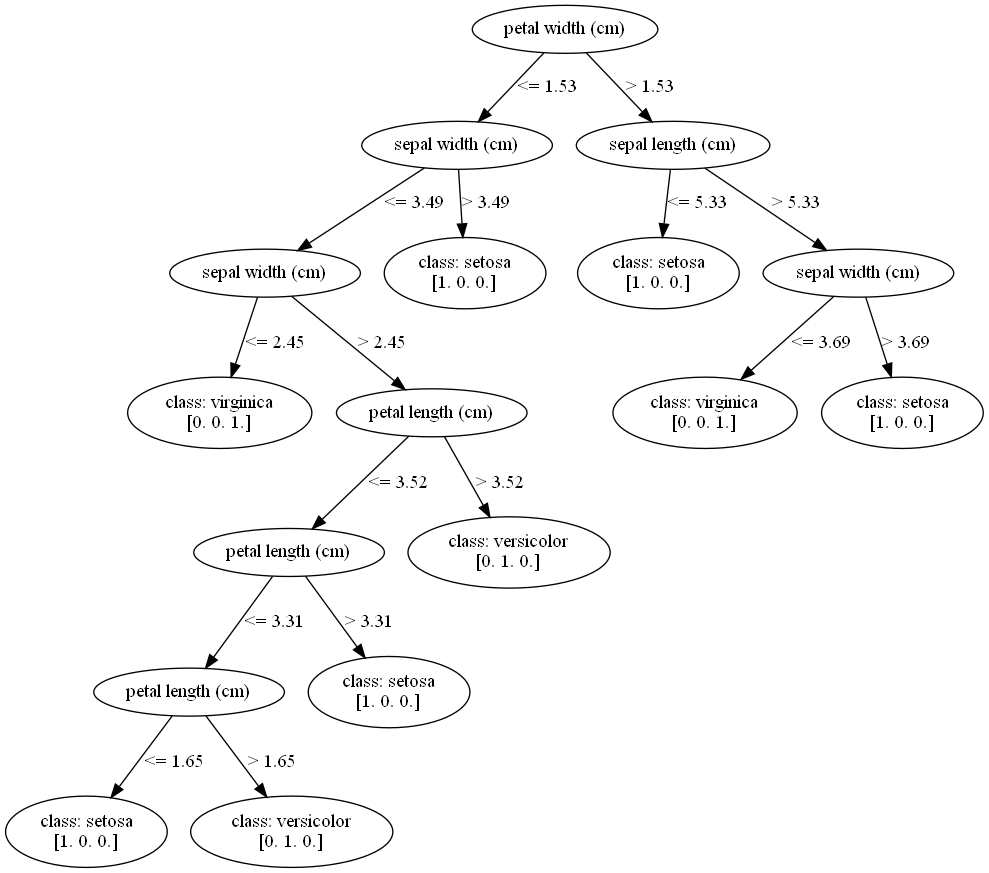 petal width (cm)
<= 1.53
> 1.53
sepal width (cm)
sepal length (cm)
<= 3.49
> 3.49
<= 5.33
> 5.33
sepal width (cm)
class: setosa
[1. 0. 0.]
class: setosa
[1. 0. 0.]
sepal width (cm)
<= 2.45
> 2.45
<= 3.69
> 3.69
class: virginica
[0. 0. 1.]
petal length (cm)
class: virginica
[0. 0. 1.]
class: setosa
[1. 0. 0.]
<= 3.52
> 3.52
petal length (cm)
class: versicolor
[0. 1. 0.]
<= 3.31
> 3.31
petal length (cm)
class: setosa
[1. 0. 0.]
<= 1.65
> 1.65
class: setosa
[1. 0. 0.]
class: versicolor
[0. 1. 0.]